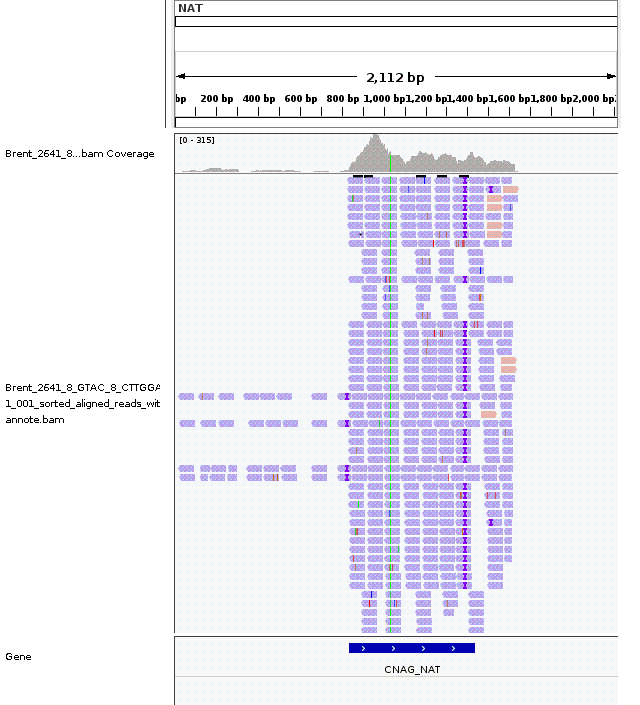 NAT
2,112 bp
bp 200 bp 400 bp 600 bp 800 bp 1,000 bp 1,200 bp 1,400 bp 1,600 bp 1,800 bp 2,000 bp
[0 - 315]
Brent_2641_8...bam Coverage
Brent_2641_8_GTAC_8_CTTGGA
1_001_sorted_aligned_reads_wit
annote.bam
Gene
CNAG_NAT